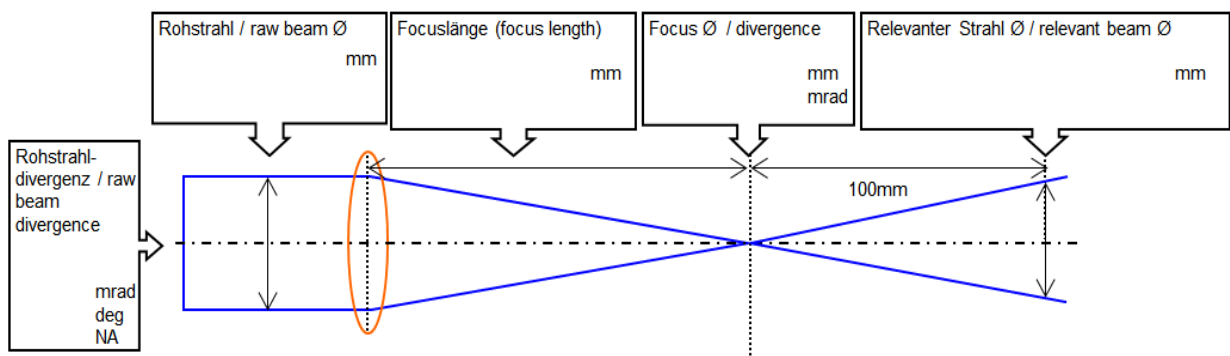 Rohstrahl / raw beam Ø
mm
Focuslänge (focus length)
mm
Focus Ø / divergence
mm
mrad
Relevanter Strahl Ø / relevant beam Ø
mm
Rohstrahl-
divergenz / raw
beam
divergence
mrad
deg
NA
100mm